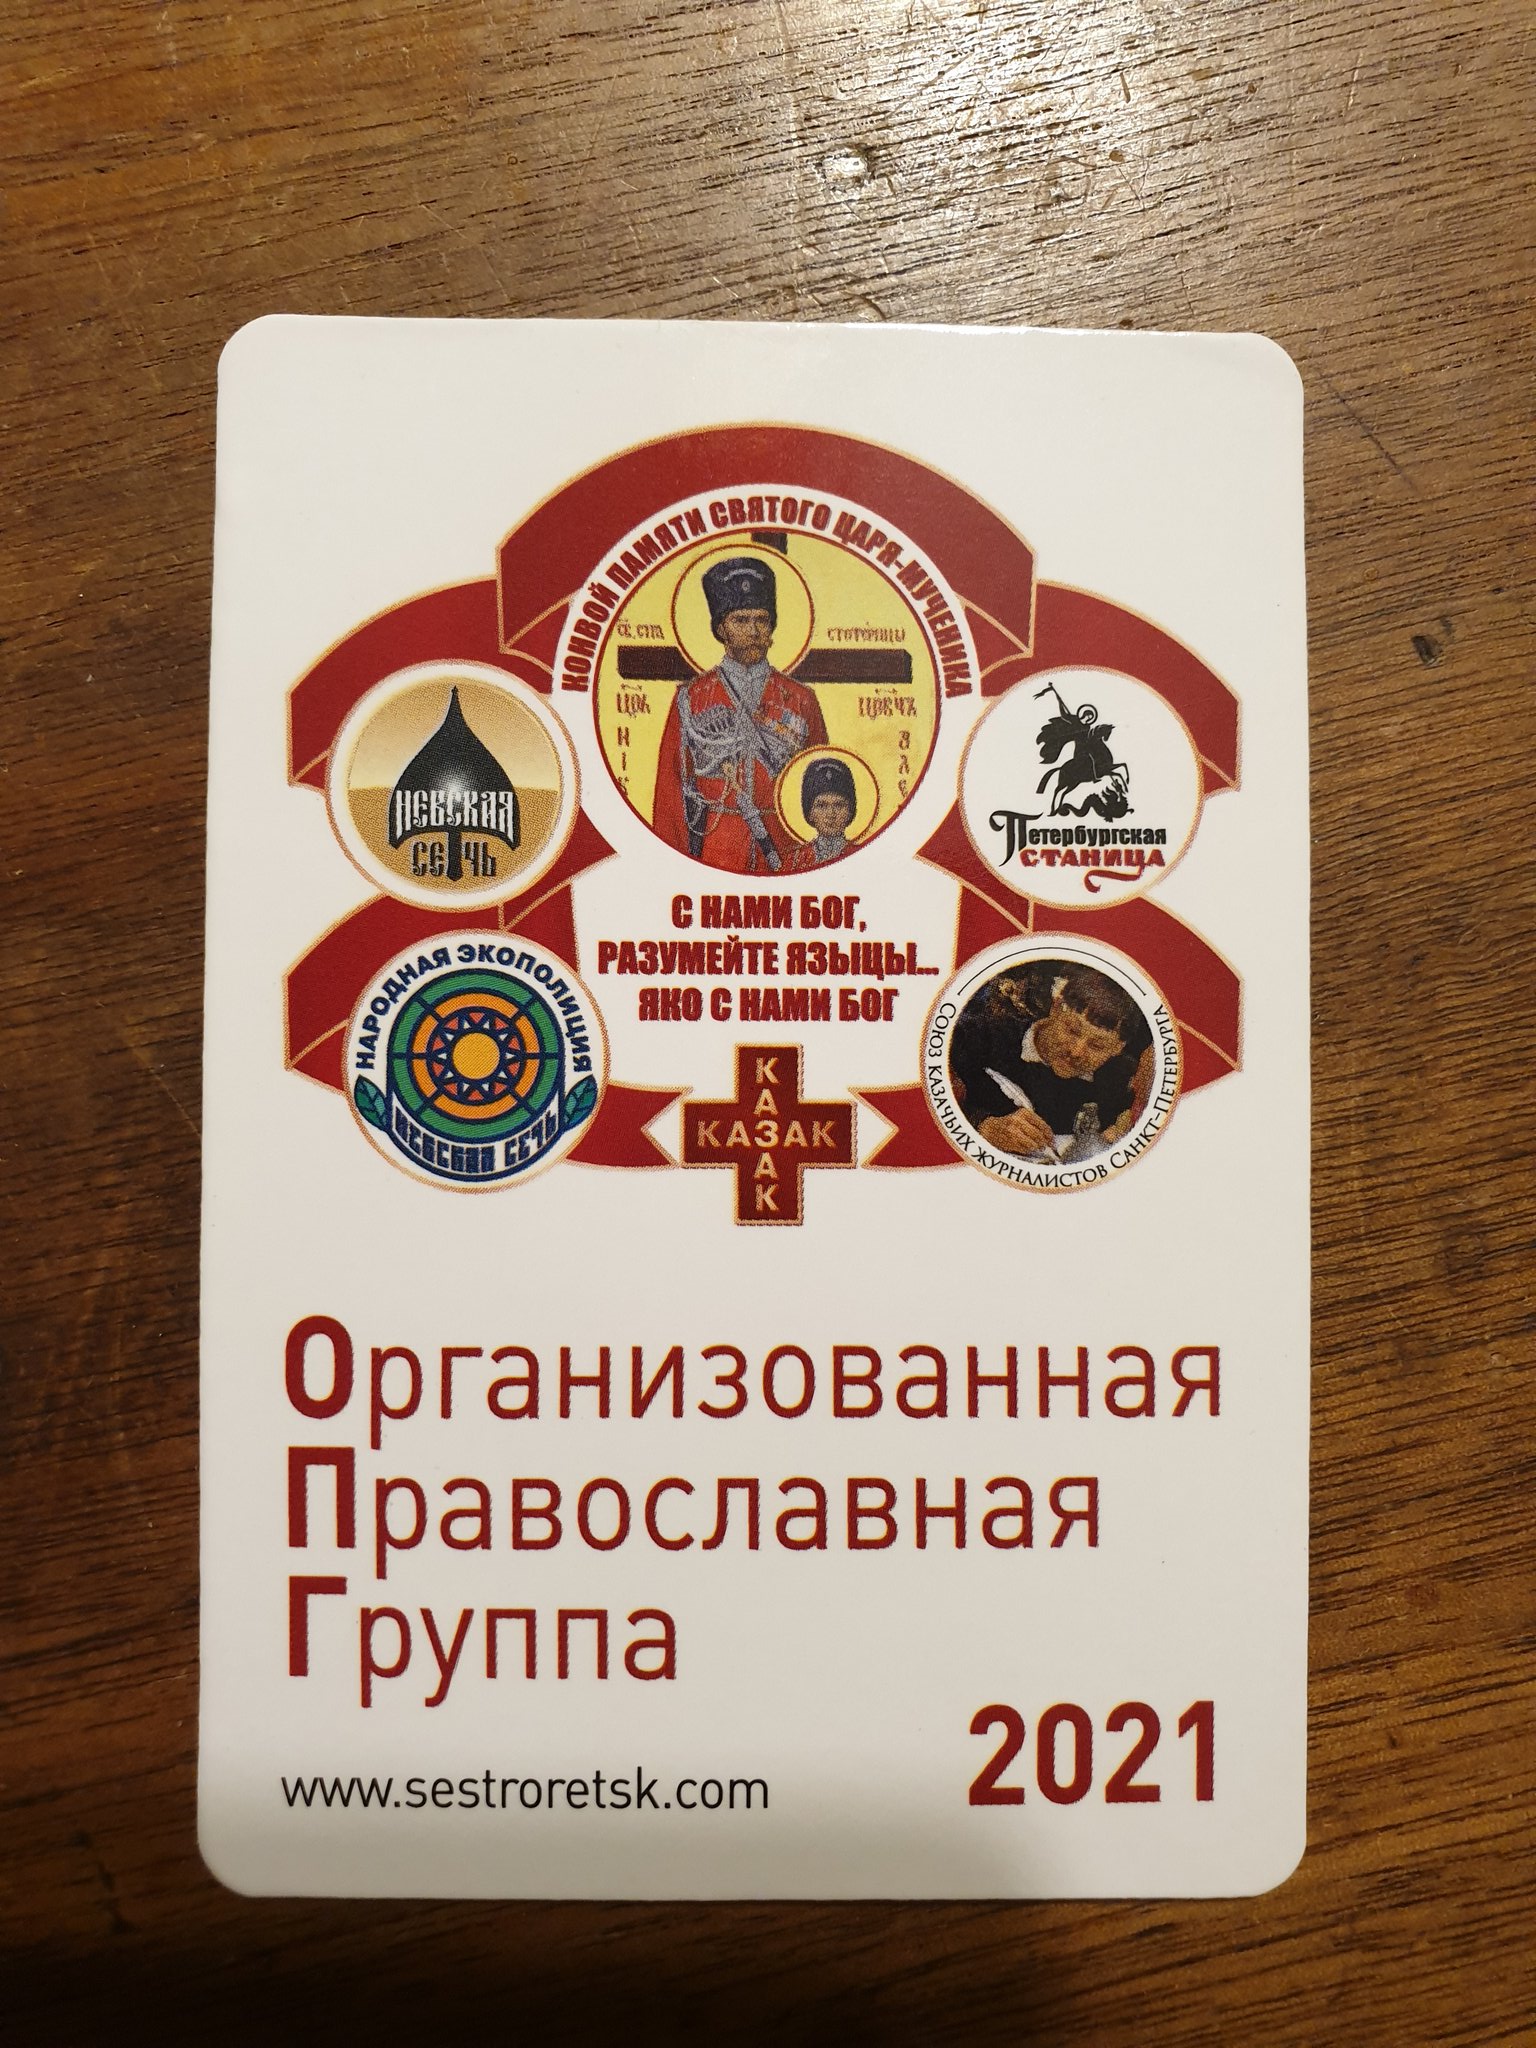 КОНВОЙ ПАМЯТИ СВЯТОГО ЦАРЯ-МУЧЕНИКА
НЕВСКАЯ
СЕЧЬ
Петербургская
СТАНИЦА
С НАМИ БОГ,
РАЗУМЕЙТЕ ЯЗЫЦЫ...
ЯКО С НАМИ БОГ
НАРОДНАЯ ЭКОПОЛИЦИЯ
НЕВСКАЯ СЕЧЬ
СОЮЗ КАЗАЧЬИХ ЖУРНАЛИСТОВ САНКТ-ПЕТЕРБУРГА
КАЗАК
КАЗАК
Организованная
Православная
Группа
2021
www.sestroretsk.com